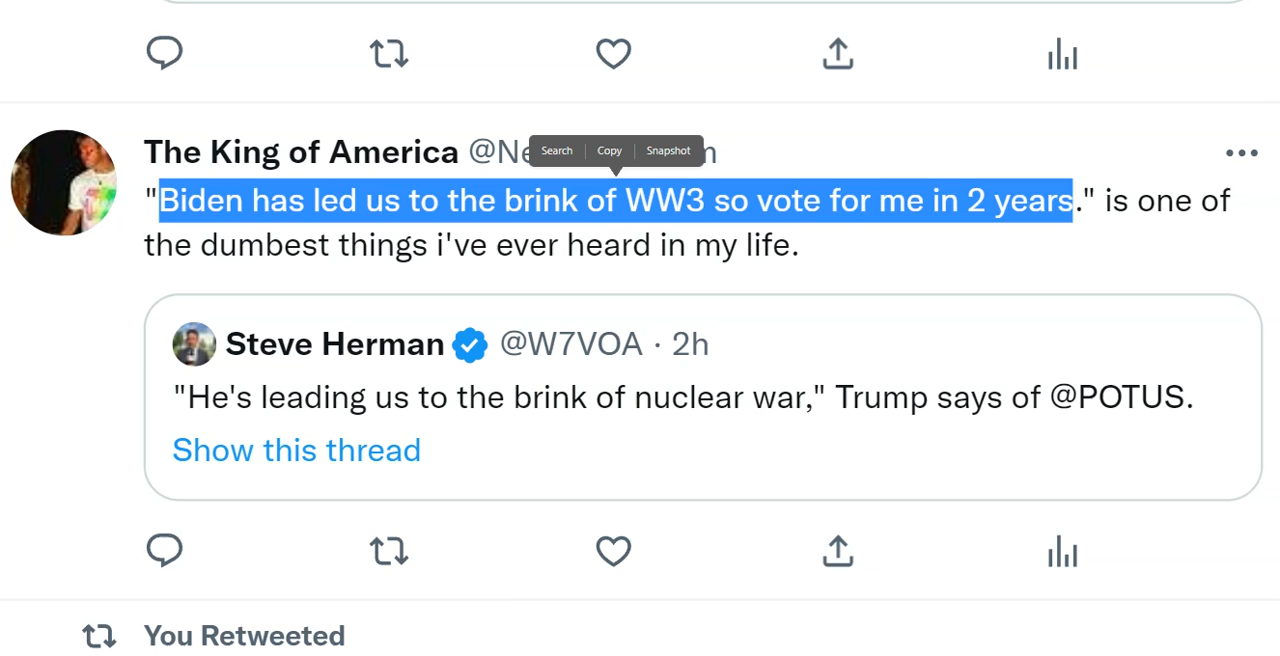 The King of America
Search Copy Snapshot
"Biden has led us to the brink of WW3 so vote for me in 2 years." is one of
the dumbest things i've ever heard in my life.
Steve Herman @W7VOA · 2h
"He's leading us to the brink of nuclear war," Trump says of @POTUS.
Show this thread
You Retweeted